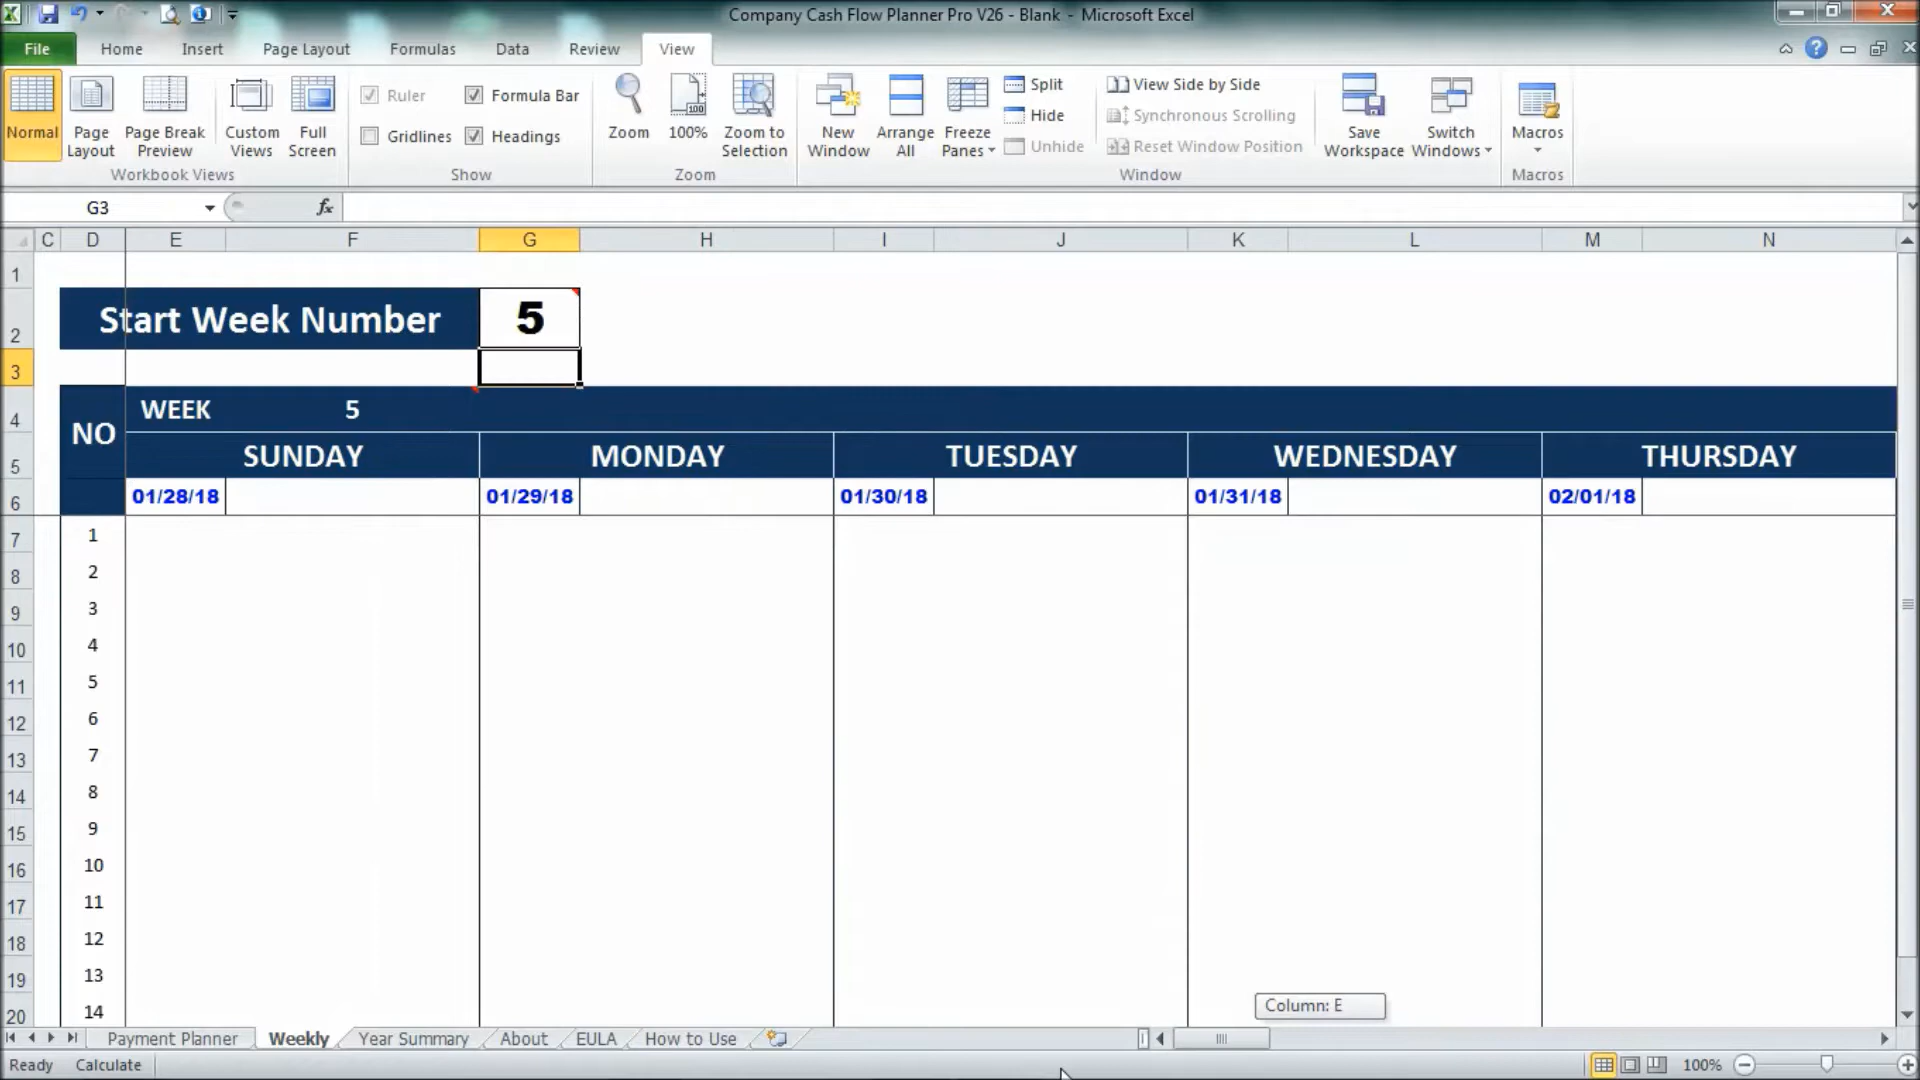 Company Cash Flow Planner Pro V26 - Blank - Microsoft Excel
File Home Insert Page Layout Formulas Data Review View
Normal
Page Layout
Page Break Preview
Custom Views
Full Screen
Workbook Views
Ruler
Formula Bar
Gridlines
Headings
Show
Zoom
100%
Zoom to Selection
Zoom
New Window
Arrange All
Freeze Panes
Split
Hide
Unhide
View Side by Side
Synchronous Scrolling
Reset Window Position
Window
Save Workspace
Switch Windows
Macros
Macros
G3 fx
C D E F G H I J K L M N
1
2 Start Week Number 5
3
4 NO WEEK 5
5 SUNDAY MONDAY TUESDAY WEDNESDAY THURSDAY
6 01/28/18 01/29/18 01/30/18 01/31/18 02/01/18
7 1
8 2
9 3
10 4
11 5
12 6
13 7
14 8
15 9
16 10
17 11
18 12
19 13
20 14
Column: E
Payment Planner Weekly Year Summary About EULA How to Use
Ready Calculate 100%